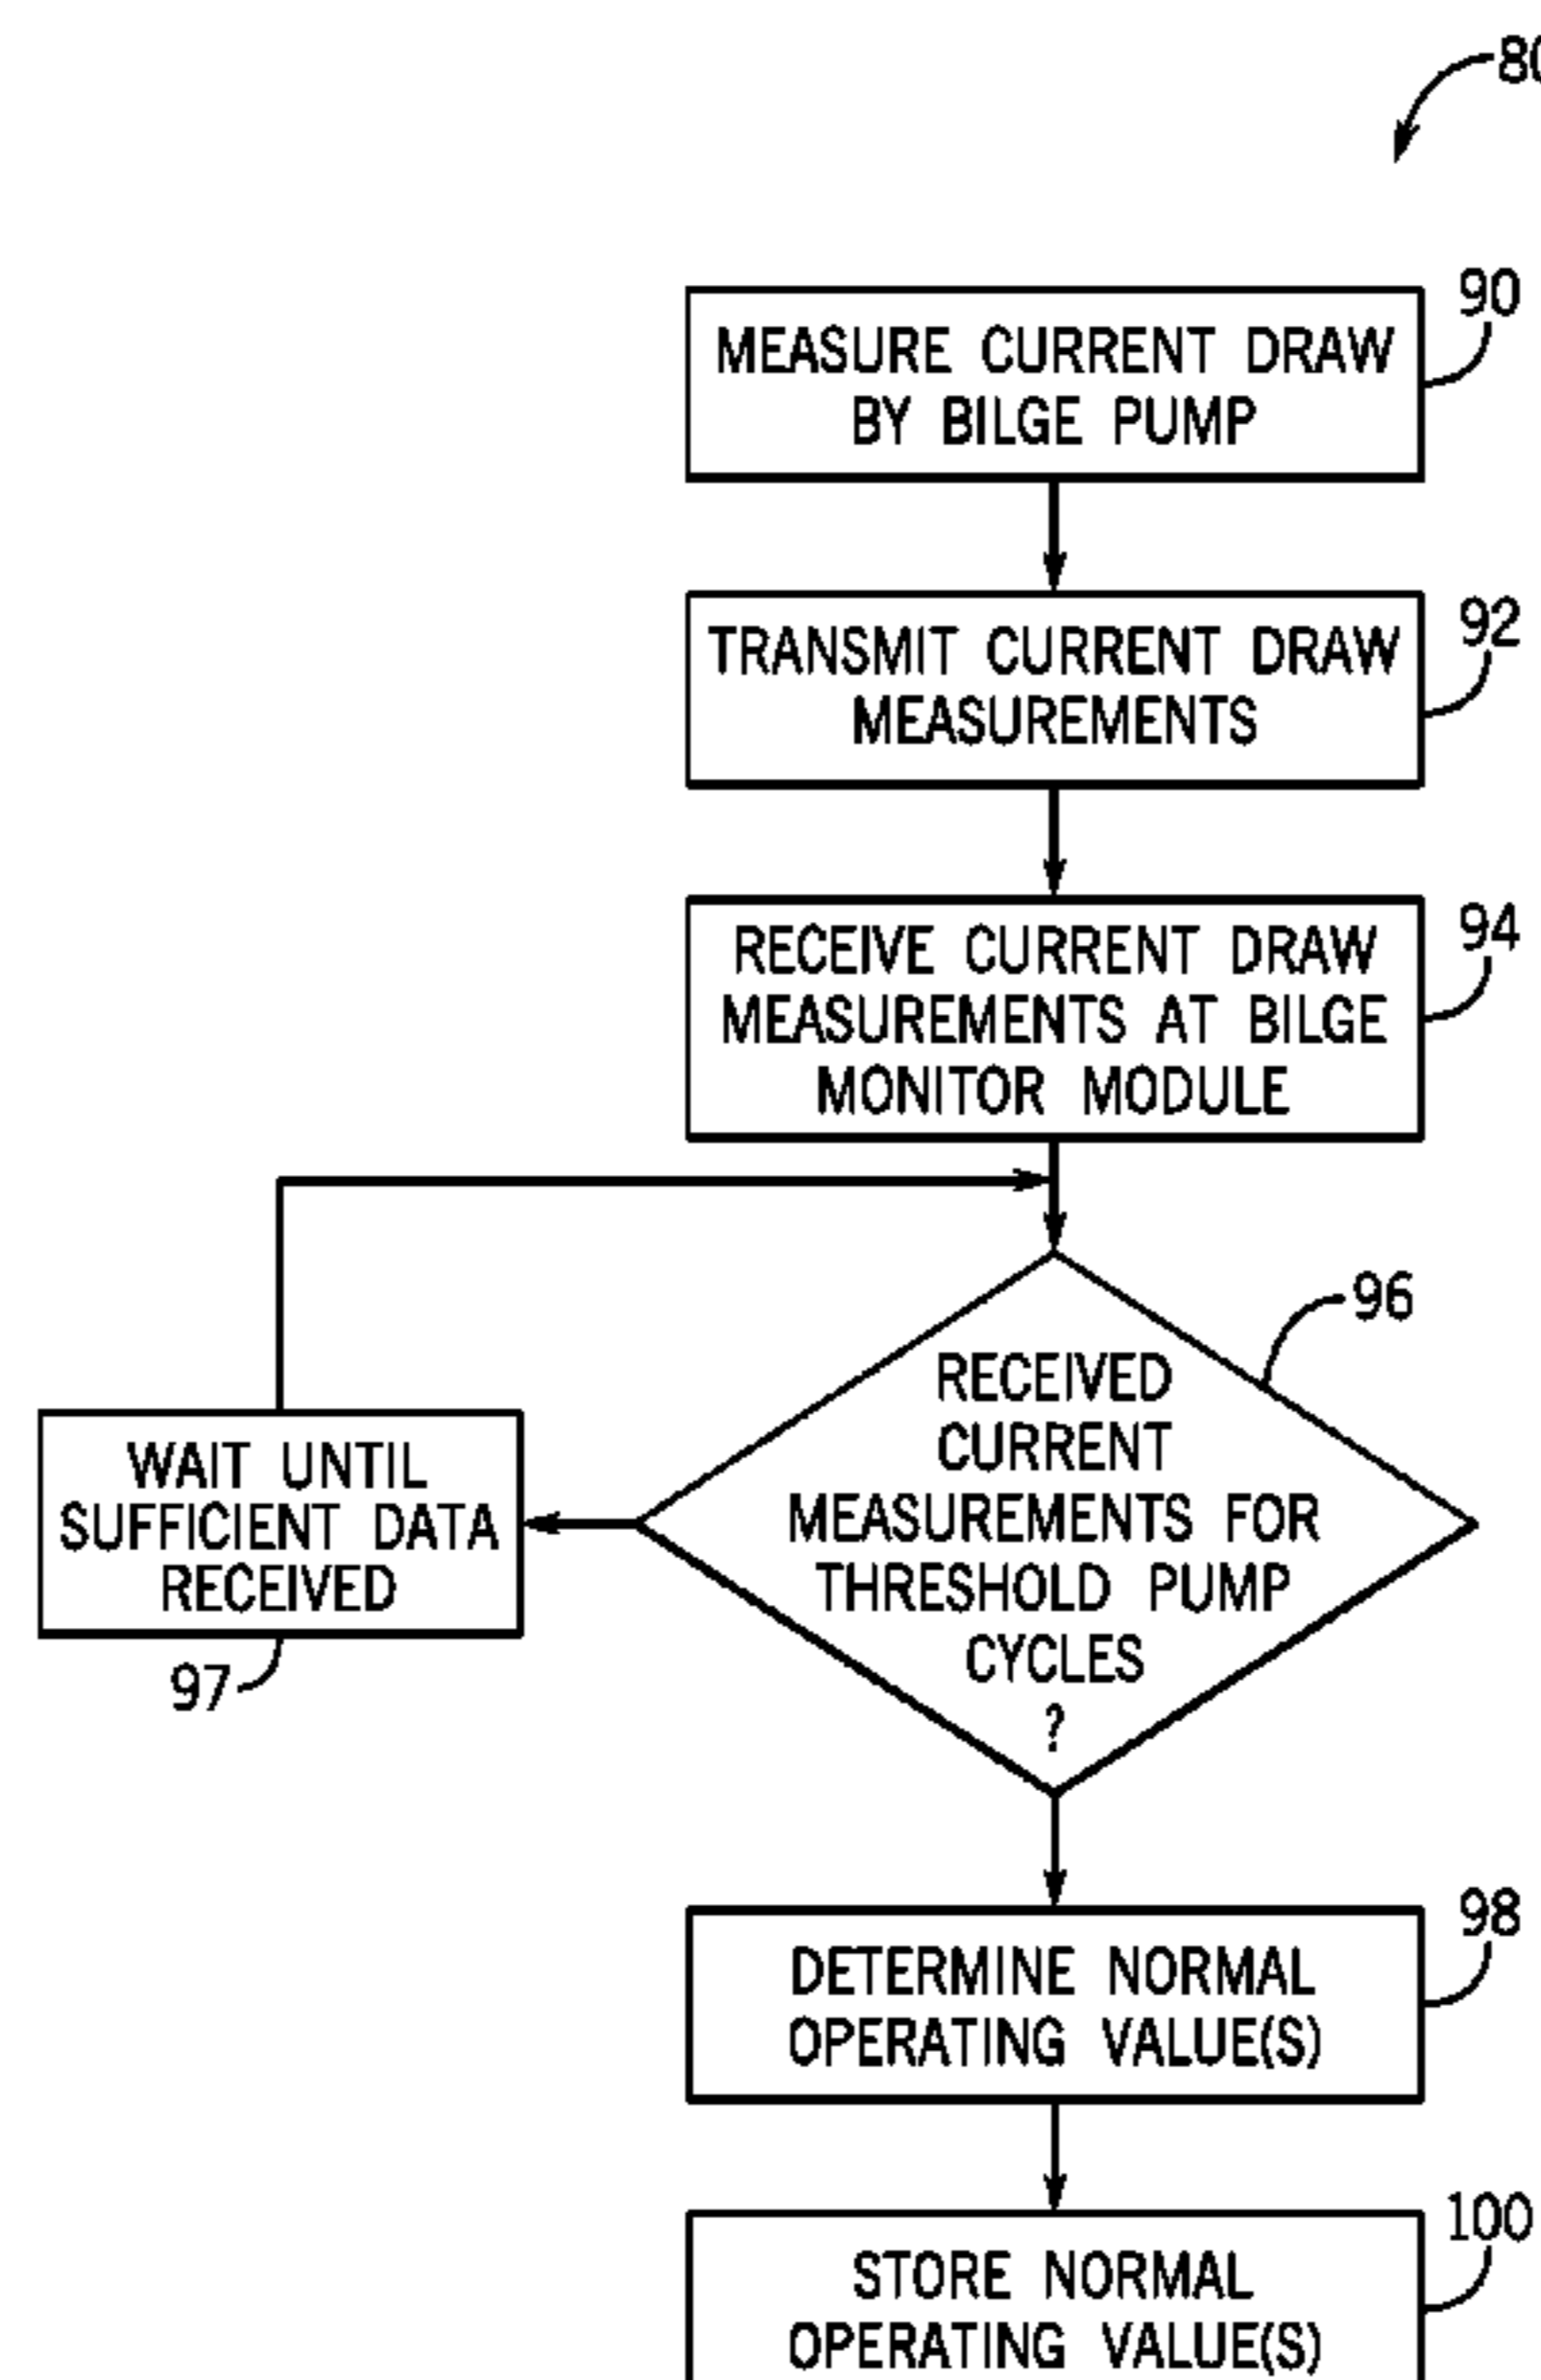 80
90
MEASURE CURRENT DRAW
BY BILGE PUMP
92
TRANSMIT CURRENT DRAW
MEASUREMENTS
94
RECEIVE CURRENT DRAW
MEASUREMENTS AT BILGE
MONITOR MODULE
96
RECEIVED
CURRENT
MEASUREMENTS FOR
THRESHOLD PUMP
CYCLES
?
WAIT UNTIL
SUFFICIENT DATA
RECEIVED
97
98
DETERMINE NORMAL
OPERATING VALUE(S)
100
STORE NORMAL
OPERATING VALUE(S)